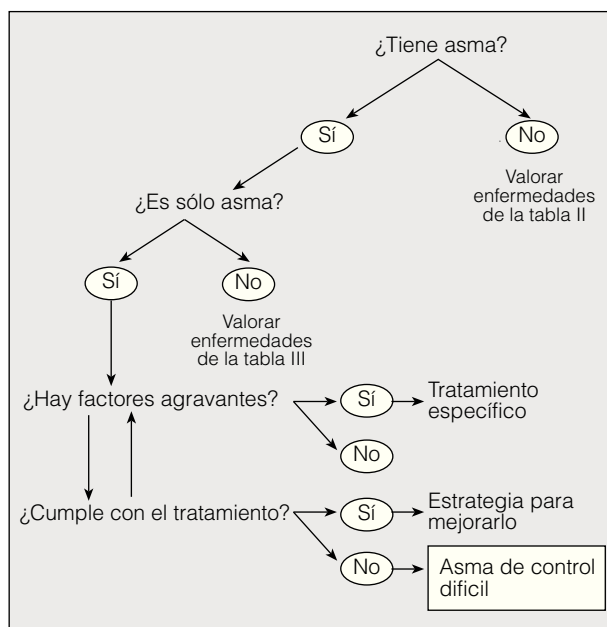 ¿Tiene asma?
Sí
No
Valorar
enfermedades
de la tabla II
¿Es sólo asma?
Sí
No
Valorar
enfermedades
de la tabla III
¿Hay factores agravantes?
Sí
Tratamiento
específico
No
¿Cumple con el tratamiento?
Sí
Estrategia para
mejorarlo
No
Asma de control
dificil